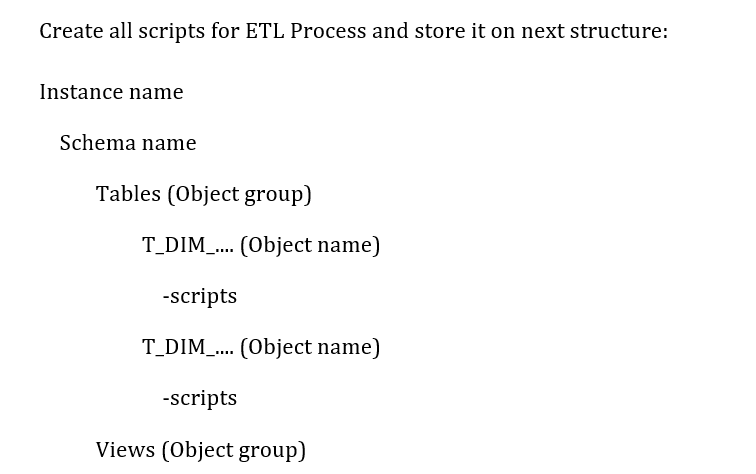 Create all scripts for ETL Process and store it on next structure:
Instance name
Schema name
Tables (Object group)
T_DIM_.... (Object name)
-scripts
T_DIM_.... (Object name)
-scripts
Views (Object group)